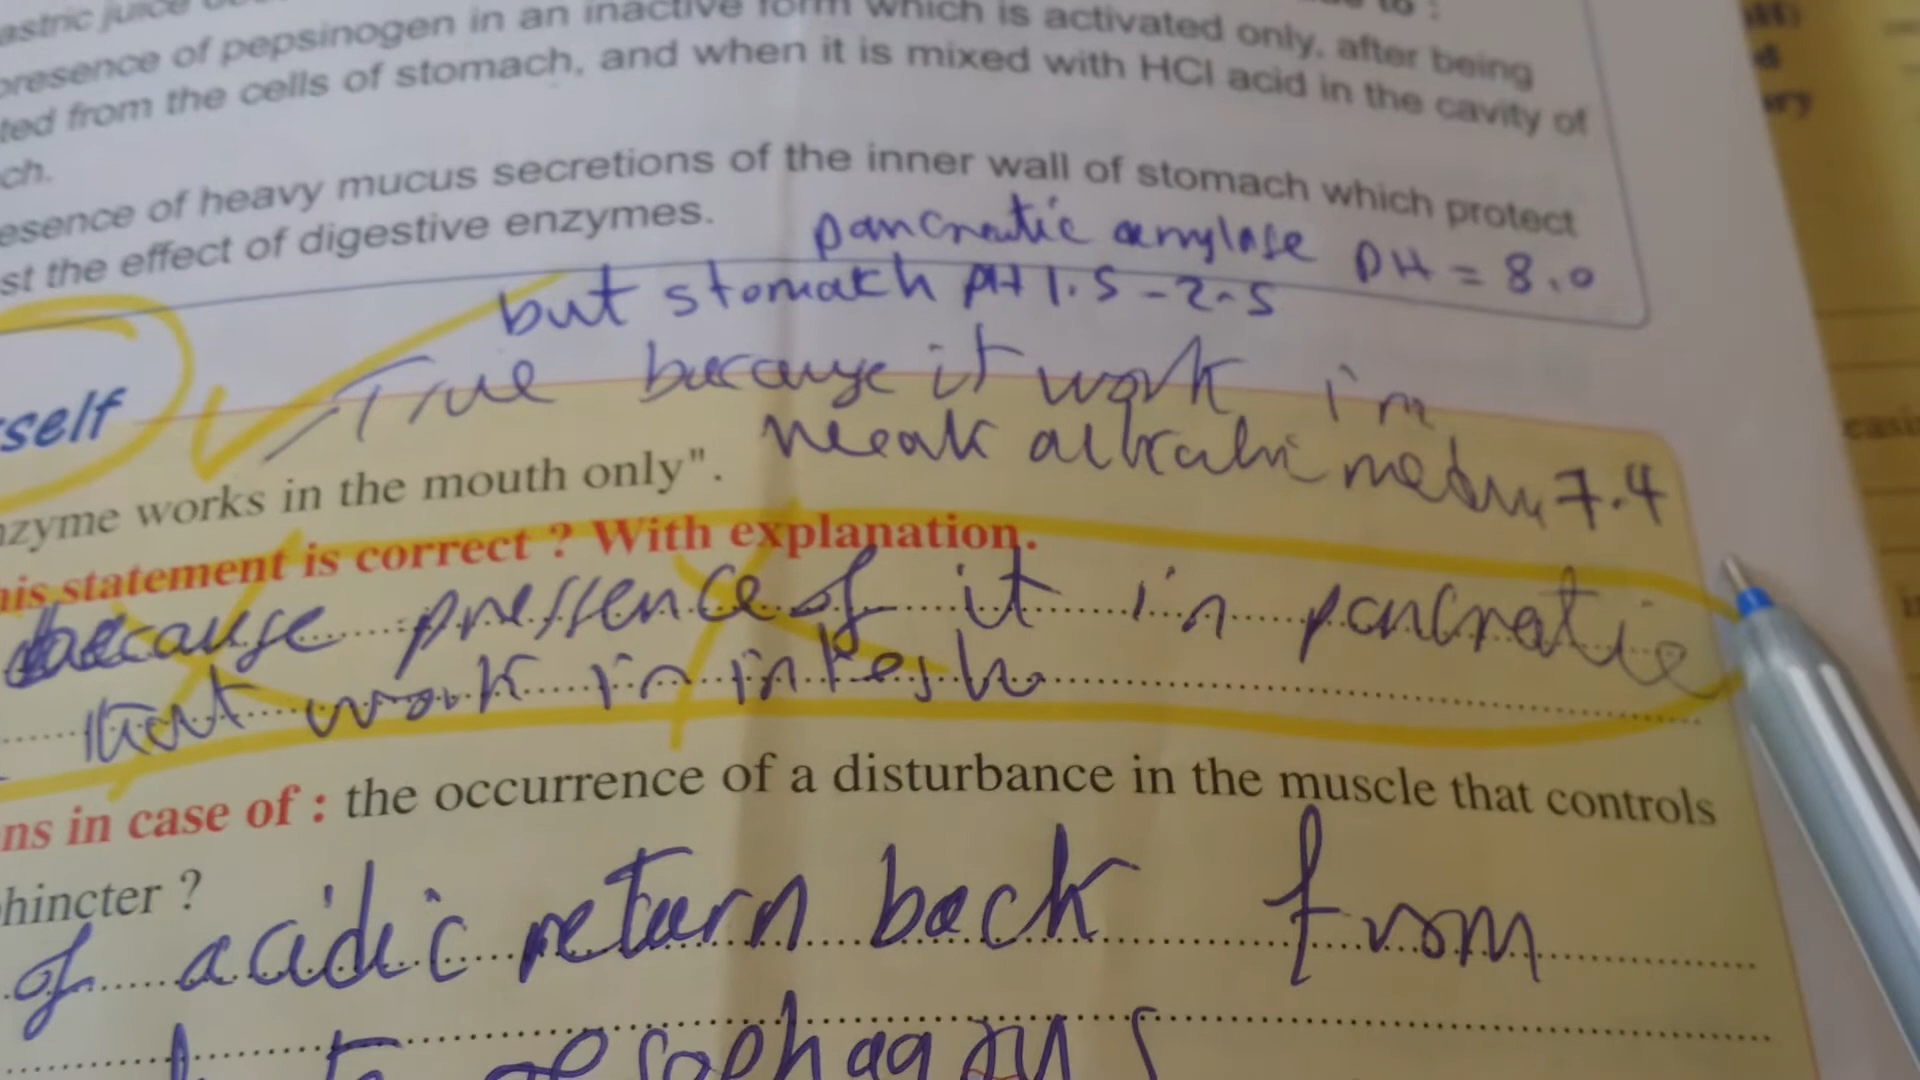 astric juice
presence of pepsinogen in an inactive form which is activated only, after being
ted from the cells of stomach, and when it is mixed with HCl acid in the cavity of
ch.
esence of heavy mucus secretions of the inner wall of stomach which protect
st the effect of digestive enzymes.
pancreatic amylase PH = 8.0
but stomach PH 1.5 - 2.5
True because it work in
weak alkalin medium 7.4
self
nzyme works in the mouth only".
his statement is correct ? With explanation.
because pressence of it in pancreatic
that work in intestin
ns in case of : the occurrence of a disturbance in the muscle that controls
hincter ?
of acidic return back from
to oesophagus